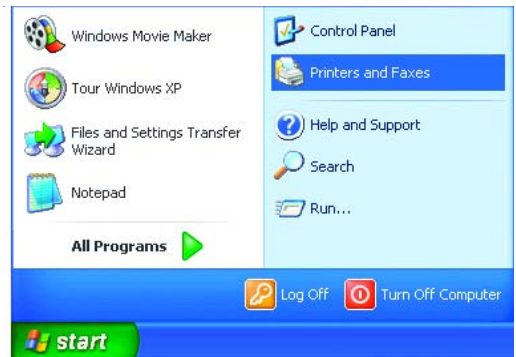 Windows Movie Maker
Tour Windows XP
Files and Settings Transfer
Wizard
Notepad
All Programs
Control Panel
Printers and Faxes
Help and Support
Search
Run...
Log Off
Turn Off Computer
start